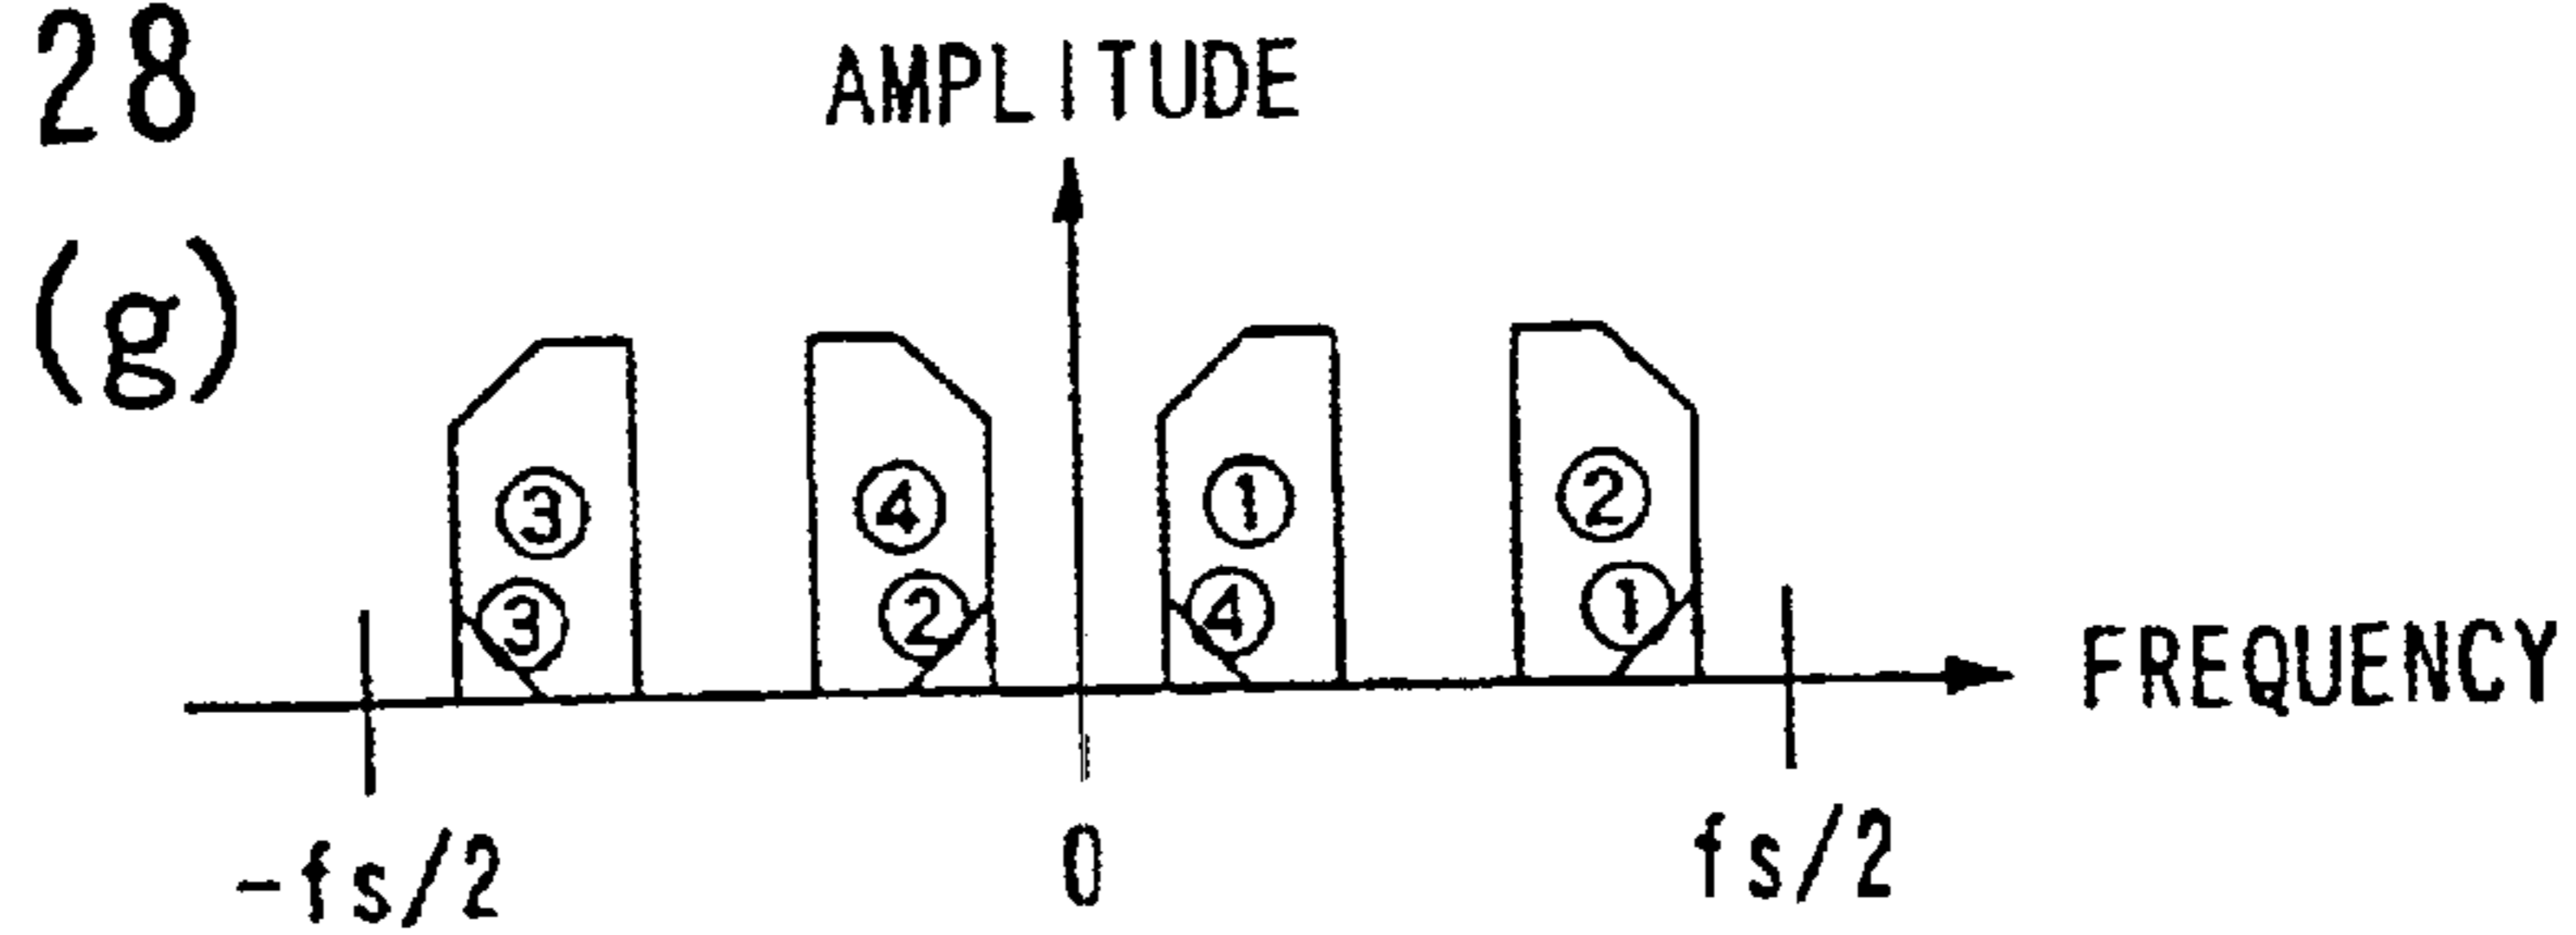 28
(g)
AMPLITUDE
③ ④ ① ②
③ ② ④ ①
FREQUENCY
-fs/2 0 fs/2